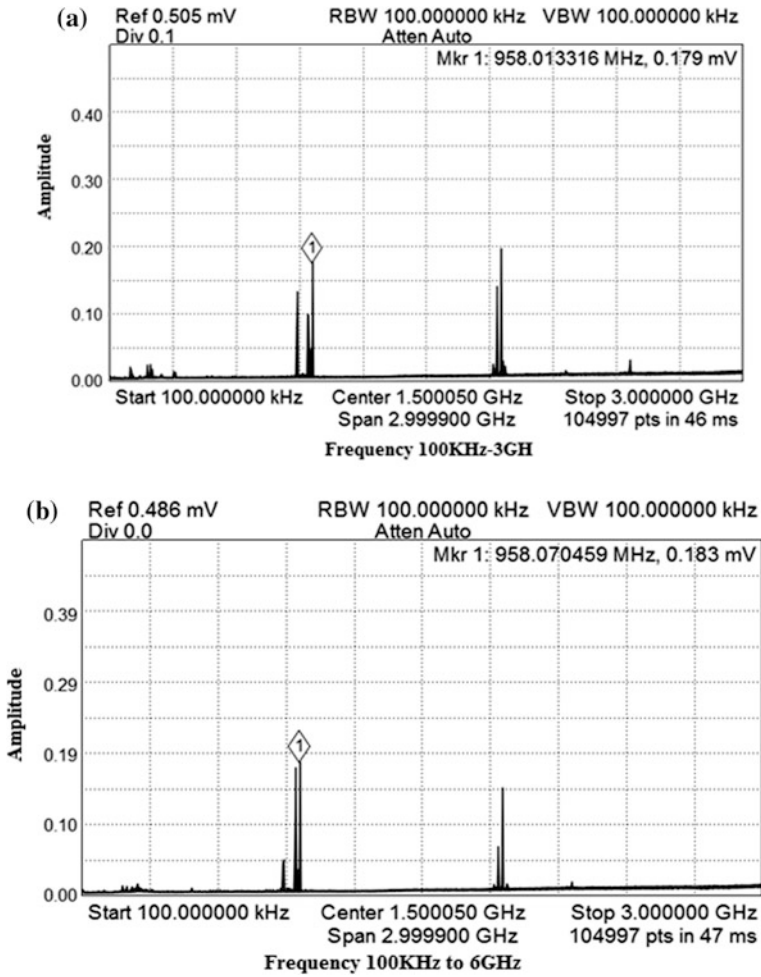 (a)
Ref 0.505 mV RBW 100.000000 kHz VBW 100.000000 kHz
Div 0.1 Atten Auto
Mkr 1: 958.013316 MHz, 0.179 mV
0.40
0.30
0.20
0.10
0.00
Amplitude
1
Start 100.000000 kHz Center 1.500050 GHz Stop 3.000000 GHz
Span 2.999900 GHz 104997 pts in 46 ms
Frequency 100KHz-3GH
(b)
Ref 0.486 mV RBW 100.000000 kHz VBW 100.000000 kHz
Div 0.0 Atten Auto
Mkr 1: 958.070459 MHz, 0.183 mV
0.39
0.29
0.19
0.10
0.00
Amplitude
1
Start 100.000000 kHz Center 1.500050 GHz Stop 3.000000 GHz
Span 2.999900 GHz 104997 pts in 47 ms
Frequency 100KHz to 6GHz